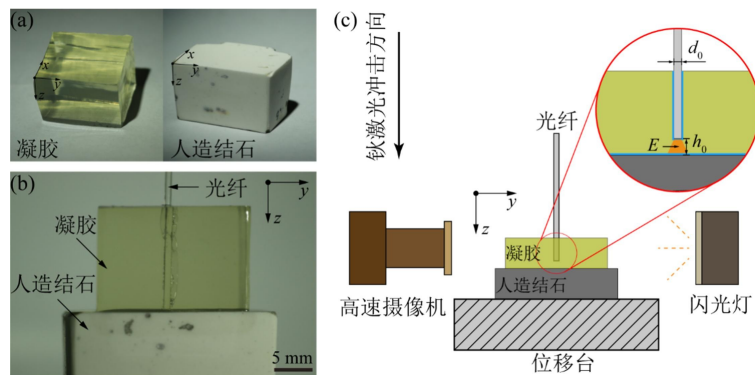 (a)
x
y
z
凝胶
x
y
z
人造结石
(b)
光纤
y
z
凝胶
人造结石
5 mm
(c)
钬激光冲击方向
光纤
d₀
E
h₀
y
z
凝胶
人造结石
高速摄像机
闪光灯
位移台